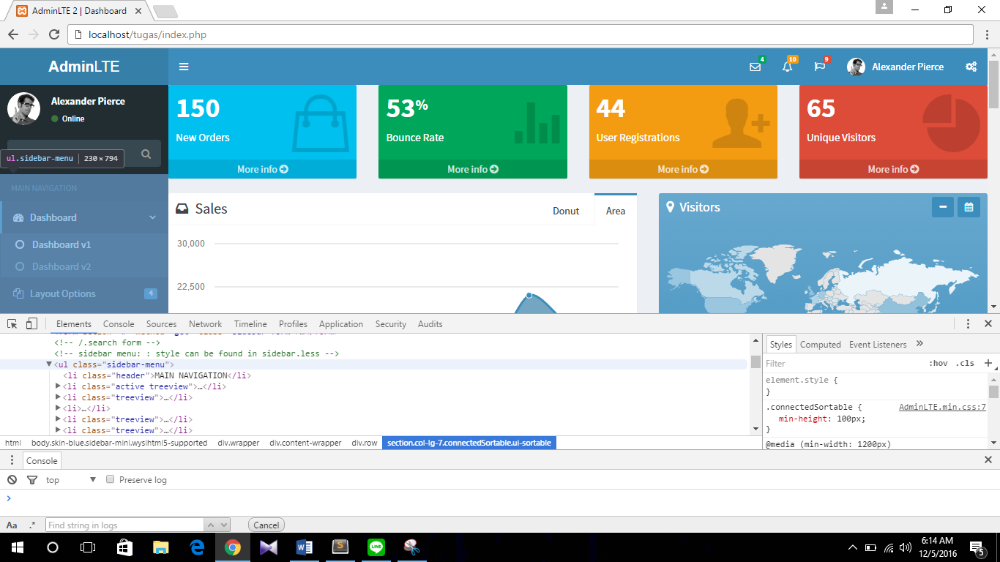 AdminLTE 2 | Dashboard
localhost/tugas/index.php
AdminLTE
4
10
9
Alexander Pierce
Alexander Pierce
Online
ul.sidebar-menu | 230 × 794
MAIN NAVIGATION
Dashboard
Dashboard v1
Dashboard v2
Layout Options
4
150
New Orders
More info
53%
Bounce Rate
More info
44
User Registrations
More info
65
Unique Visitors
More info
Sales
Donut
Area
30,000
22,500
Visitors
Elements Console Sources Network Timeline Profiles Application Security Audits
<!-- /.search form -->
<!-- sidebar menu: : style can be found in sidebar.less -->
<ul class="sidebar-menu">
<li class="header">MAIN NAVIGATION</li>
<li class="active treeview">…</li>
<li class="treeview">…</li>
<li>…</li>
<li class="treeview">…</li>
<li class="treeview">…</li>
html body.skin-blue.sidebar-mini.wysihtml5-supported div.wrapper div.content-wrapper div.row section.col-lg-7.connectedSortable.ui-sortable
Styles Computed Event Listeners »
Filter :hov .cls +
element.style {
}
.connectedSortable { AdminLTE.min.css:7
min-height: 100px;
}
@media (min-width: 1200px)
Console
top Preserve log
>
Aa .* Find string in logs Cancel
6:14 AM
12/5/2016
5